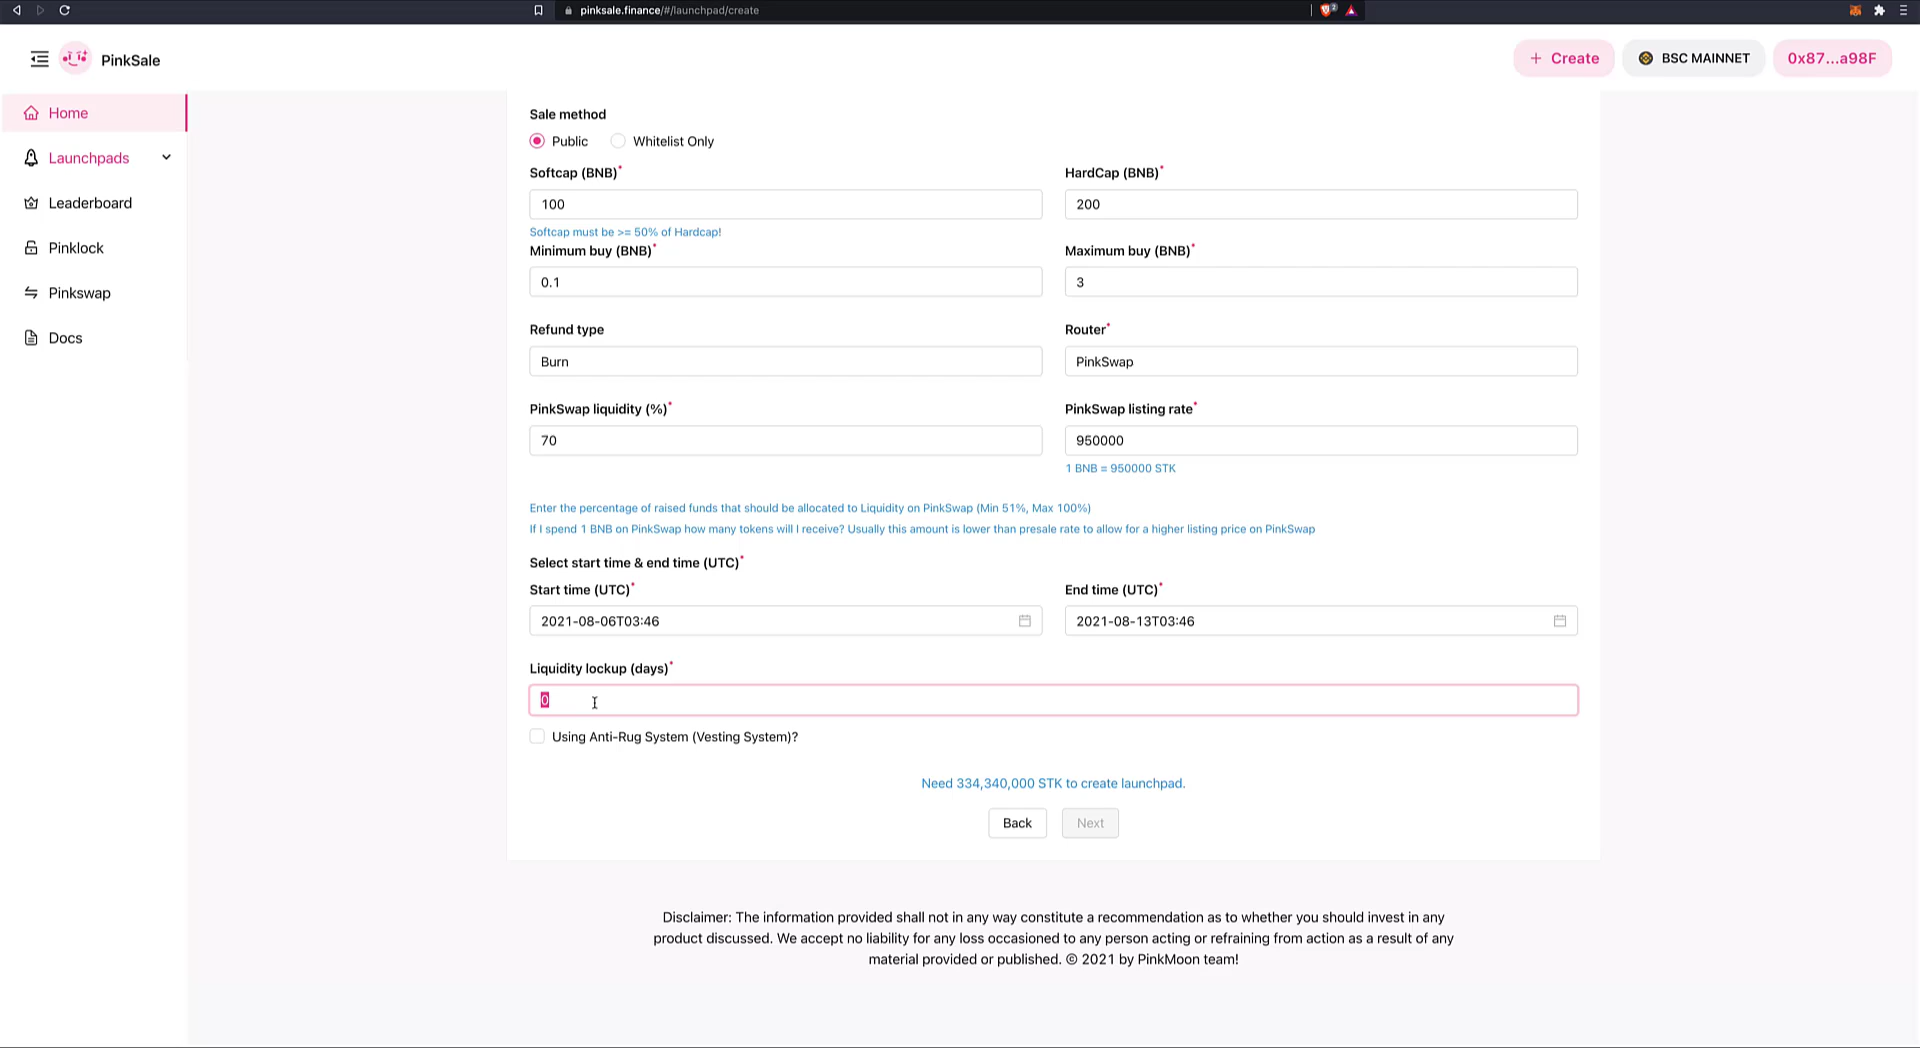 pinksale.finance/#/launchpad/create
2
PinkSale
+ Create
BSC MAINNET
0x87...a98F
Home
Launchpads
Leaderboard
Pinklock
Pinkswap
Docs
Sale method
Public
Whitelist Only
Softcap (BNB)*
HardCap (BNB)*
100
200
Softcap must be >= 50% of Hardcap!
Minimum buy (BNB)*
Maximum buy (BNB)*
0.1
3
Refund type
Router*
Burn
PinkSwap
PinkSwap liquidity (%)*
PinkSwap listing rate*
70
950000
1 BNB = 950000 STK
Enter the percentage of raised funds that should be allocated to Liquidity on PinkSwap (Min 51%, Max 100%)
If I spend 1 BNB on PinkSwap how many tokens will I receive? Usually this amount is lower than presale rate to allow for a higher listing price on PinkSwap
Select start time & end time (UTC)*
Start time (UTC)*
End time (UTC)*
2021-08-06T03:46
2021-08-13T03:46
Liquidity lockup (days)*
0
Using Anti-Rug System (Vesting System)?
Need 334,340,000 STK to create launchpad.
Back
Next
Disclaimer: The information provided shall not in any way constitute a recommendation as to whether you should invest in any
product discussed. We accept no liability for any loss occasioned to any person acting or refraining from action as a result of any
material provided or published. © 2021 by PinkMoon team!